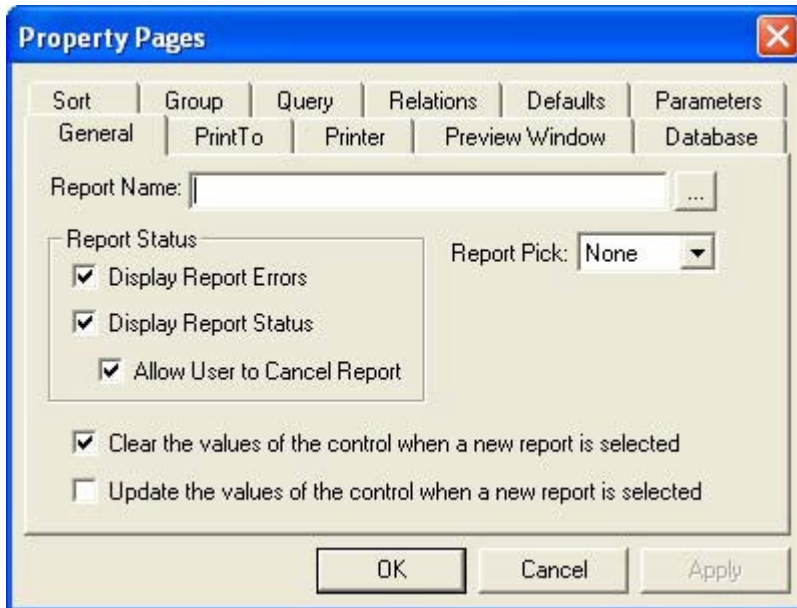 Property Pages
Sort Group Query Relations Defaults Parameters
General PrintTo Printer Preview Window Database
Report Name: ...
Report Status
Report Pick: None
Display Report Errors
Display Report Status
Allow User to Cancel Report
Clear the values of the control when a new report is selected
Update the values of the control when a new report is selected
OK Cancel Apply